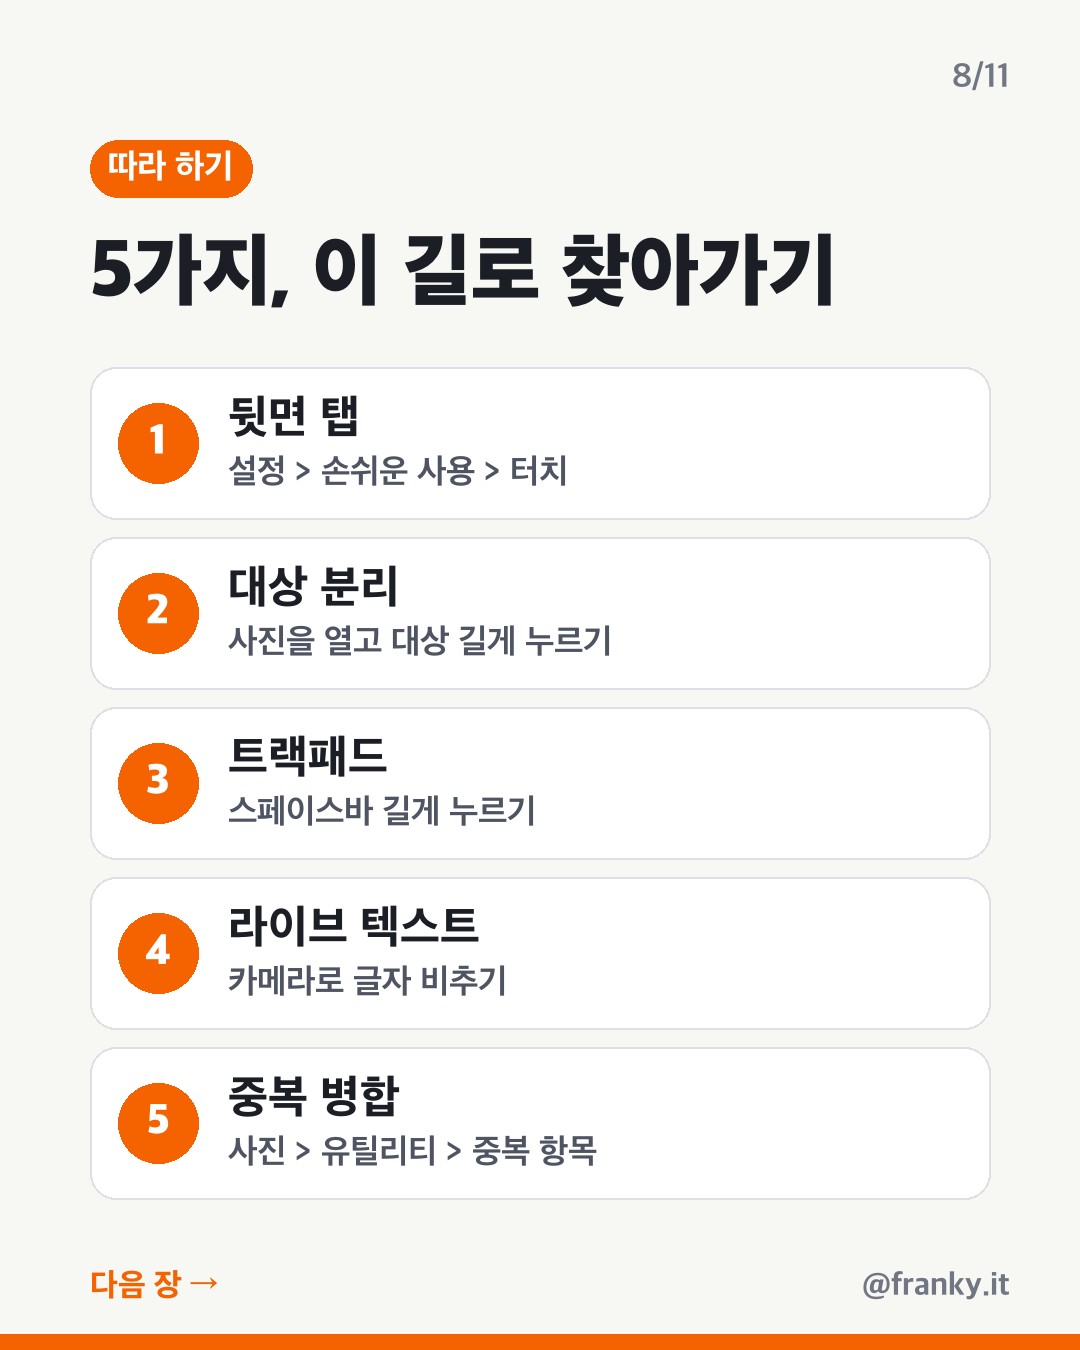 8/11
따라 하기
5가지, 이 길로 찾아가기
1
뒷면 탭
설정 > 손쉬운 사용 > 터치
2
대상 분리
사진을 열고 대상 길게 누르기
3
트랙패드
스페이스바 길게 누르기
4
라이브 텍스트
카메라로 글자 비추기
5
중복 병합
사진 > 유틸리티 > 중복 항목
다음 장 →
@franky.it